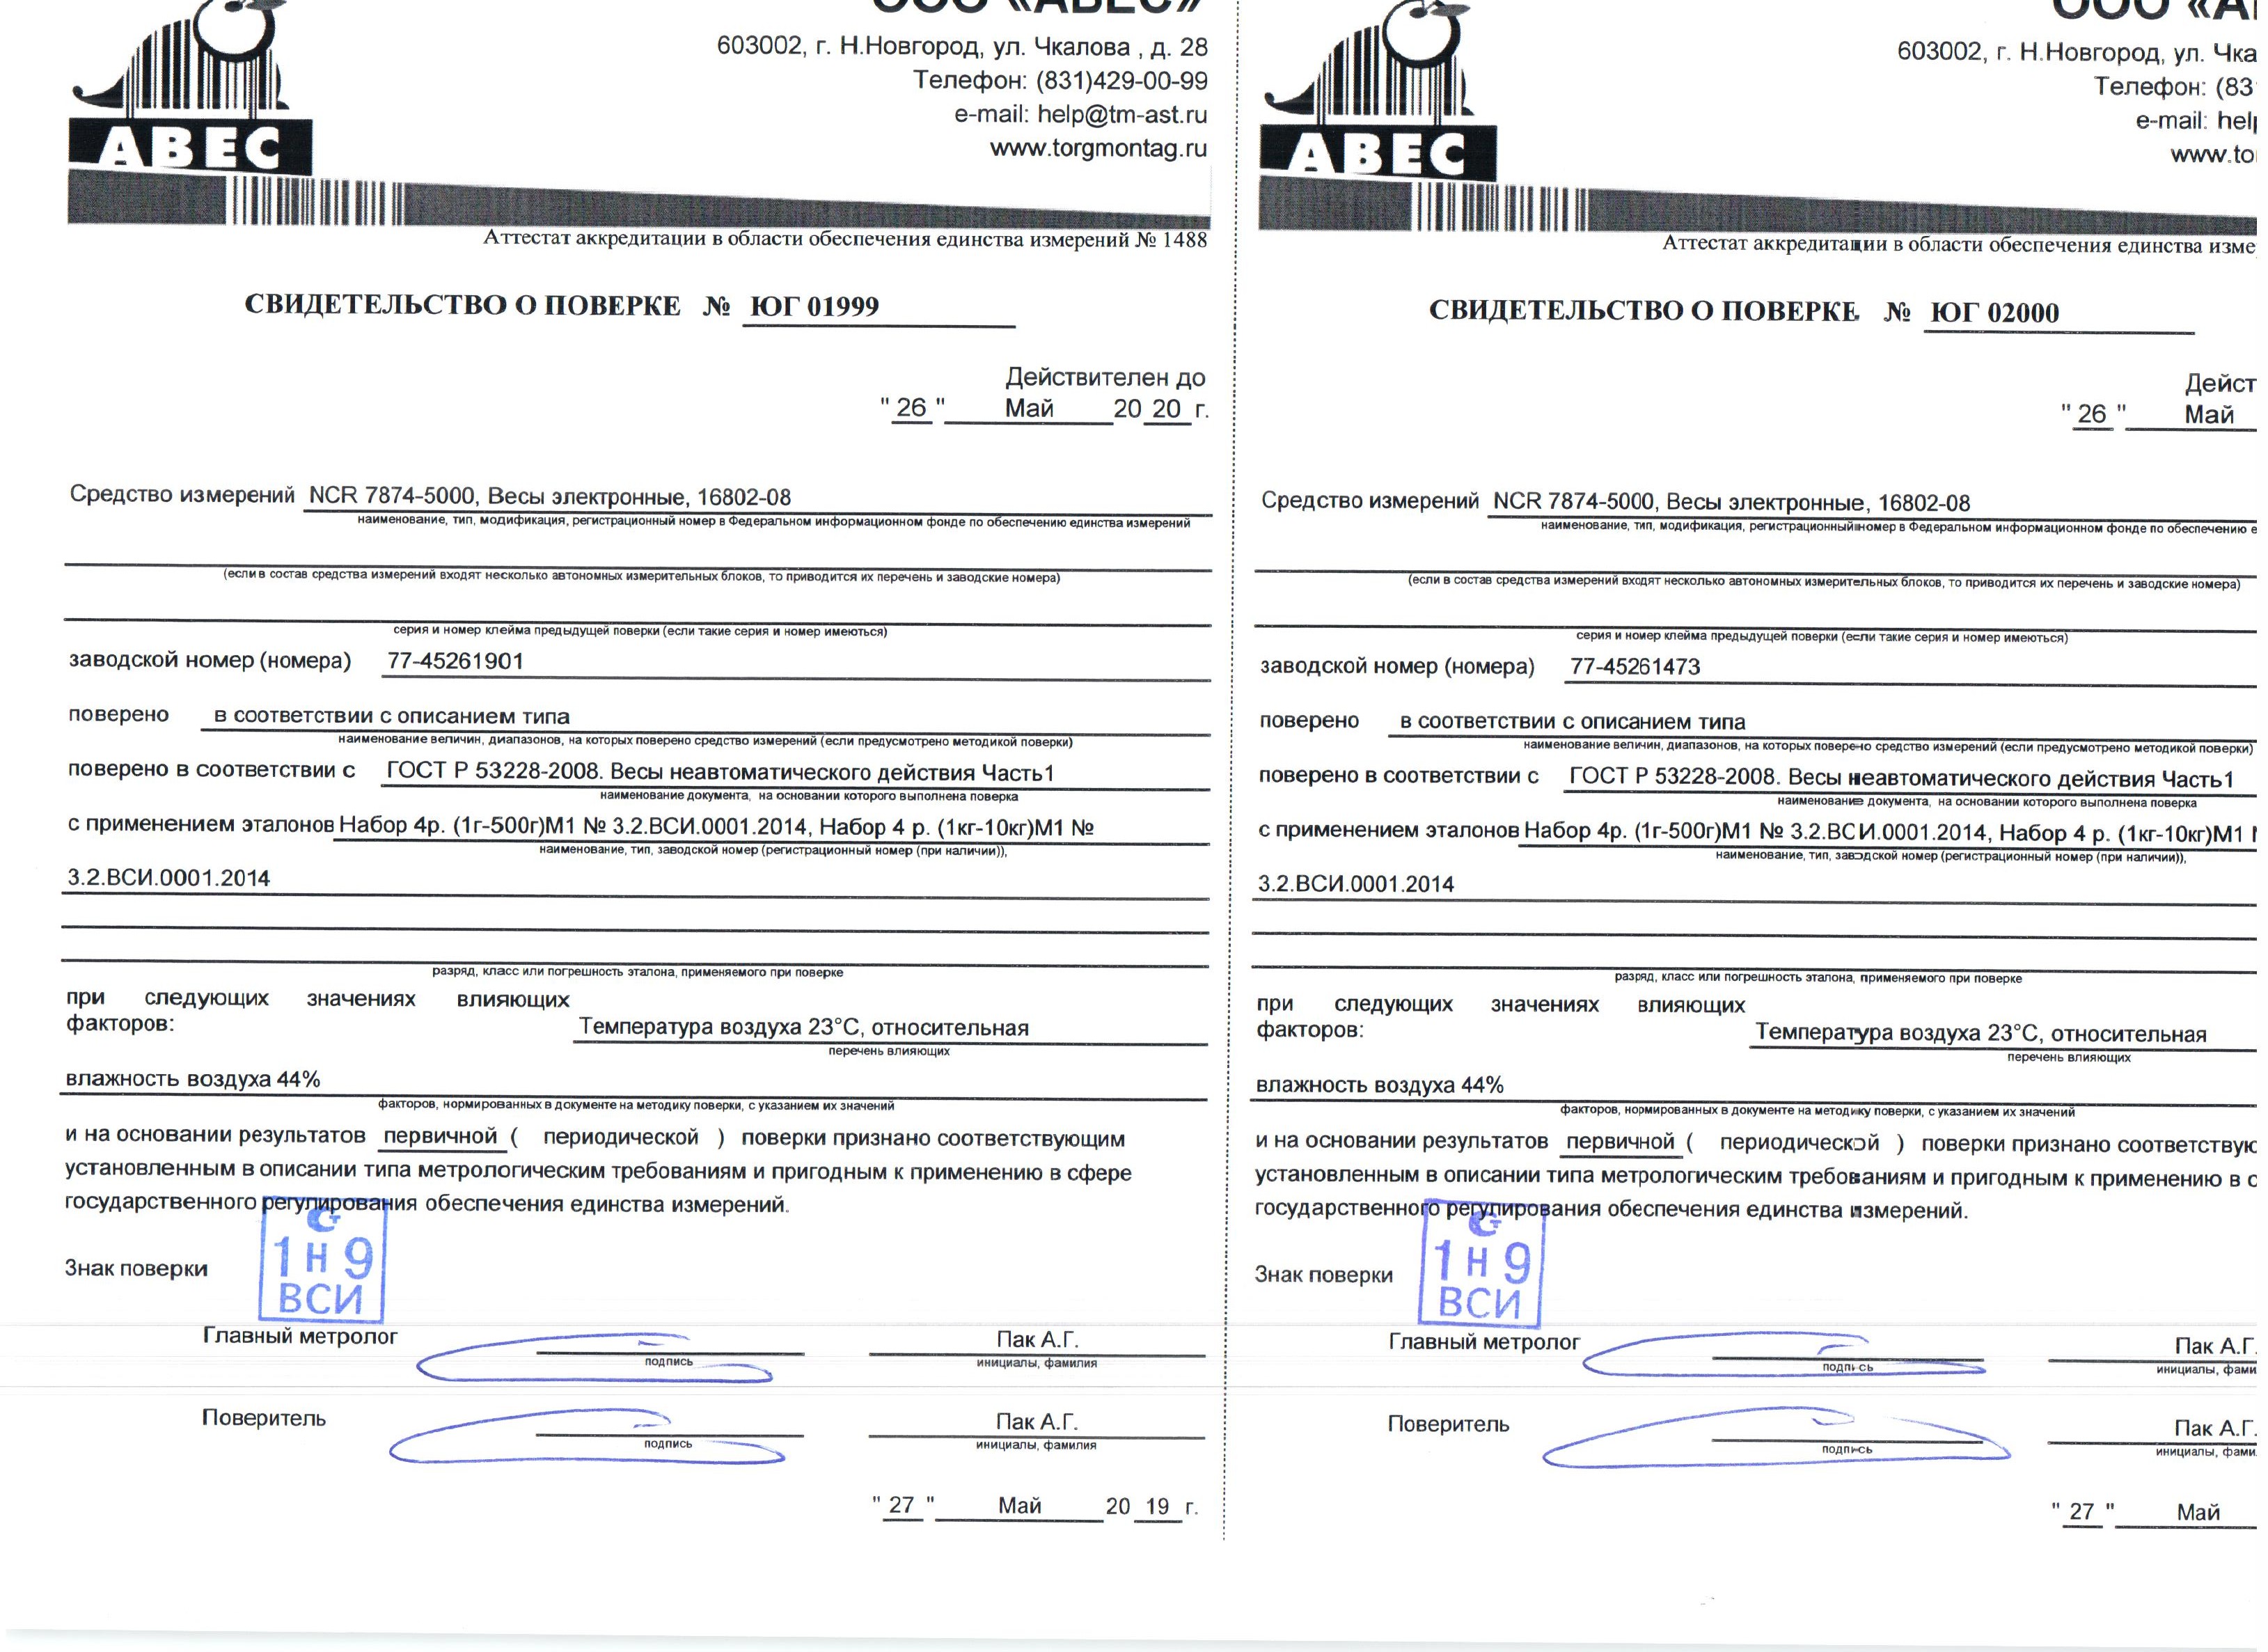 ООО «АВЕС»
603002, г. Н.Новгород, ул. Чкалова , д. 28
Телефон: (831)429-00-99
e-mail: help@tm-ast.ru
www.torgmontag.ru
АВЕС
Аттестат аккредитации в области обеспечения единства измерений № 1488
СВИДЕТЕЛЬСТВО О ПОВЕРКЕ № ЮГ 01999
Действителен до
" 26 " Май 20 20 г.
Средство измерений NCR 7874-5000, Весы электронные, 16802-08
наименование, тип, модификация, регистрационный номер в Федеральном информационном фонде по обеспечению единства измерений
(если в состав средства измерений входят несколько автономных измерительных блоков, то приводится их перечень и заводские номера)
серия и номер клейма предыдущей поверки (если такие серия и номер имеються)
заводской номер (номера) 77-45261901
поверено в соответствии с описанием типа
наименование величин, диапазонов, на которых поверено средство измерений (если предусмотрено методикой поверки)
поверено в соответствии с ГОСТ Р 53228-2008. Весы неавтоматического действия Часть1
наименование документа, на основании которого выполнена поверка
с применением эталонов Набор 4р. (1г-500г)М1 № 3.2.ВСИ.0001.2014, Набор 4 р. (1кг-10кг)М1 №
наименование, тип, заводской номер (регистрационный номер (при наличии)),
3.2.ВСИ.0001.2014
разряд, класс или погрешность эталона, применяемого при поверке
при следующих значениях влияющих
факторов: Температура воздуха 23°С, относительная
перечень влияющих
влажность воздуха 44%
факторов, нормированных в документе на методику поверки, с указанием их значений
и на основании результатов первичной ( периодической ) поверки признано соответствующим
установленным в описании типа метрологическим требованиям и пригодным к применению в сфере
государственного регулирования обеспечения единства измерений.
Знак поверки
1 Н 9
ВСИ
Главный метролог Пак А.Г.
подпись инициалы, фамилия
Поверитель Пак А.Г.
подпись инициалы, фамилия
" 27 " Май 20 19 г.
ООО «АВ
603002, г. Н.Новгород, ул. Чка
Телефон: (83
e-mail: help
www.to
АВЕС
Аттестат аккредитации в области обеспечения единства изме
СВИДЕТЕЛЬСТВО О ПОВЕРКЕ № ЮГ 02000
Дейст
" 26 " Май
Средство измерений NCR 7874-5000, Весы электронные, 16802-08
наименование, тип, модификация, регистрационный номер в Федеральном информационном фонде по обеспечению е
(если в состав средства измерений входят несколько автономных измерительных блоков, то приводится их перечень и заводские номера)
серия и номер клейма предыдущей поверки (если такие серия и номер имеються)
заводской номер (номера) 77-45261473
поверено в соответствии с описанием типа
наименование величин, диапазонов, на которых поверено средство измерений (если предусмотрено методикой поверки)
поверено в соответствии с ГОСТ Р 53228-2008. Весы неавтоматического действия Часть1
наименование документа, на основании которого выполнена поверка
с применением эталонов Набор 4р. (1г-500г)М1 № 3.2.ВСИ.0001.2014, Набор 4 р. (1кг-10кг)М1
наименование, тип, заводской номер (регистрационный номер (при наличии)),
3.2.ВСИ.0001.2014
разряд, класс или погрешность эталона, применяемого при поверке
при следующих значениях влияющих
факторов: Температура воздуха 23°С, относительная
перечень влияющих
влажность воздуха 44%
факторов, нормированных в документе на методику поверки, с указанием их значений
и на основании результатов первичной ( периодической ) поверки признано соответствую
установленным в описании типа метрологическим требованиям и пригодным к применению в с
государственного регулирования обеспечения единства измерений.
Знак поверки
1 Н 9
ВСИ
Главный метролог Пак А.Г.
подпись инициалы, фами
Поверитель Пак А.Г.
подпись инициалы, фами
" 27 " Май